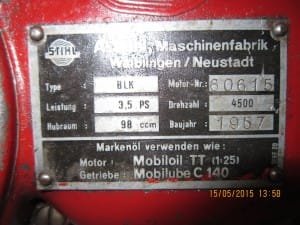 STIHL
Maschinenfabrik
Waiblingen/Neustadt
Type BLK Motor-Nr. 60615
Leistung 3,5 PS Drehzahl 4500
Hubraum 98 ccm Baujahr 1957
Markenöl verwenden wie:
Motor: Mobiloil TT (1:25)
Getriebe: Mobilube C 140
15/05/2015 13:58